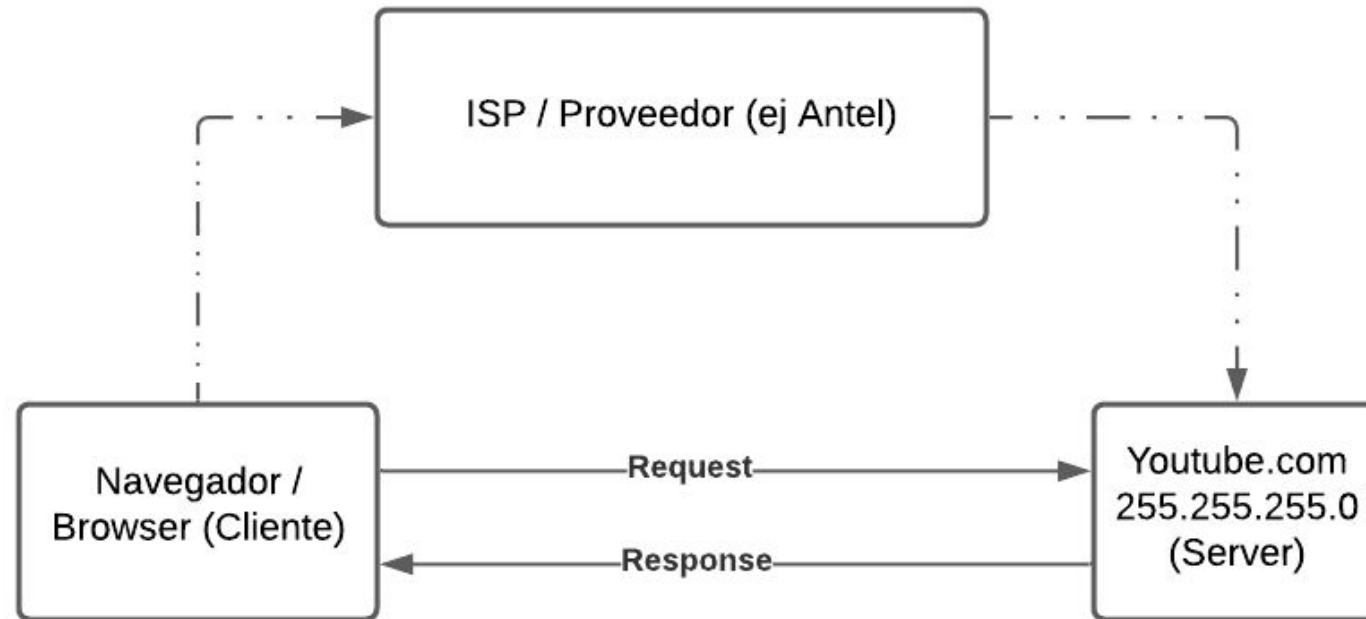 ISP / Proveedor (ej Antel)
Navegador /
Browser (Cliente)
Request
Response
Youtube.com
255.255.255.0
(Server)